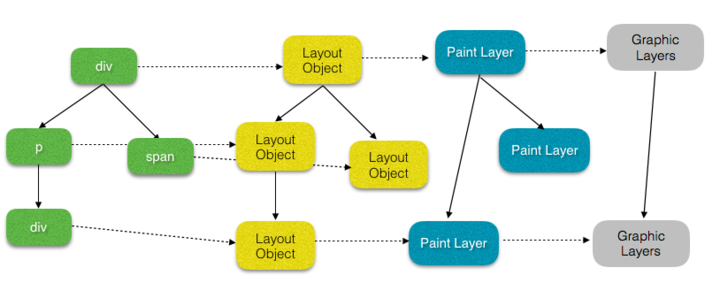 div
Layout
Object
Paint Layer
Graphic
Layers
p
span
Layout
Object
Layout
Object
Paint Layer
div
Layout
Object
Paint Layer
Graphic
Layers